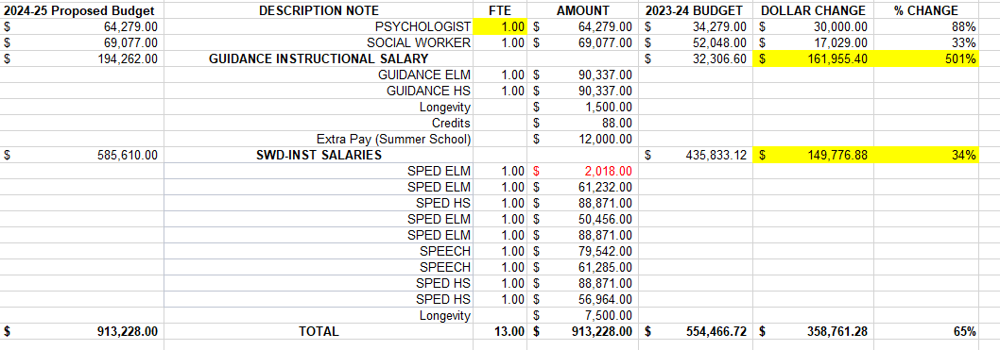 2024-25 Proposed Budget DESCRIPTION NOTE FTE AMOUNT 2023-24 BUDGET DOLLAR CHANGE % CHANGE
$ 64,279.00 PSYCHOLOGIST 1.00 $ 64,279.00 $ 34,279.00 $ 30,000.00 88%
$ 69,077.00 SOCIAL WORKER 1.00 $ 69,077.00 $ 52,048.00 $ 17,029.00 33%
$ 194,262.00 GUIDANCE INSTRUCTIONAL SALARY $ 32,306.60 $ 161,955.40 501%
GUIDANCE ELM 1.00 $ 90,337.00
GUIDANCE HS 1.00 $ 90,337.00
Longevity $ 1,500.00
Credits $ 88.00
Extra Pay (Summer School) $ 12,000.00
$ 585,610.00 SWD-INST SALARIES $ 435,833.12 $ 149,776.88 34%
SPED ELM 1.00 $ 2,018.00
SPED ELM 1.00 $ 61,232.00
SPED HS 1.00 $ 88,871.00
SPED ELM 1.00 $ 50,456.00
SPED ELM 1.00 $ 88,871.00
SPEECH 1.00 $ 79,542.00
SPEECH 1.00 $ 61,285.00
SPED HS 1.00 $ 88,871.00
SPED HS 1.00 $ 56,964.00
Longevity $ 7,500.00
$ 913,228.00 TOTAL 13.00 $ 913,228.00 $ 554,466.72 $ 358,761.28 65%